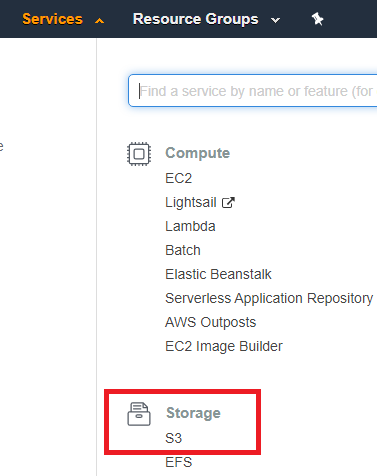 Services Resource Groups
e
Find a service by name or feature (for
Compute
EC2
Lightsail
Lambda
Batch
Elastic Beanstalk
Serverless Application Repository
AWS Outposts
EC2 Image Builder
Storage
S3
EFS